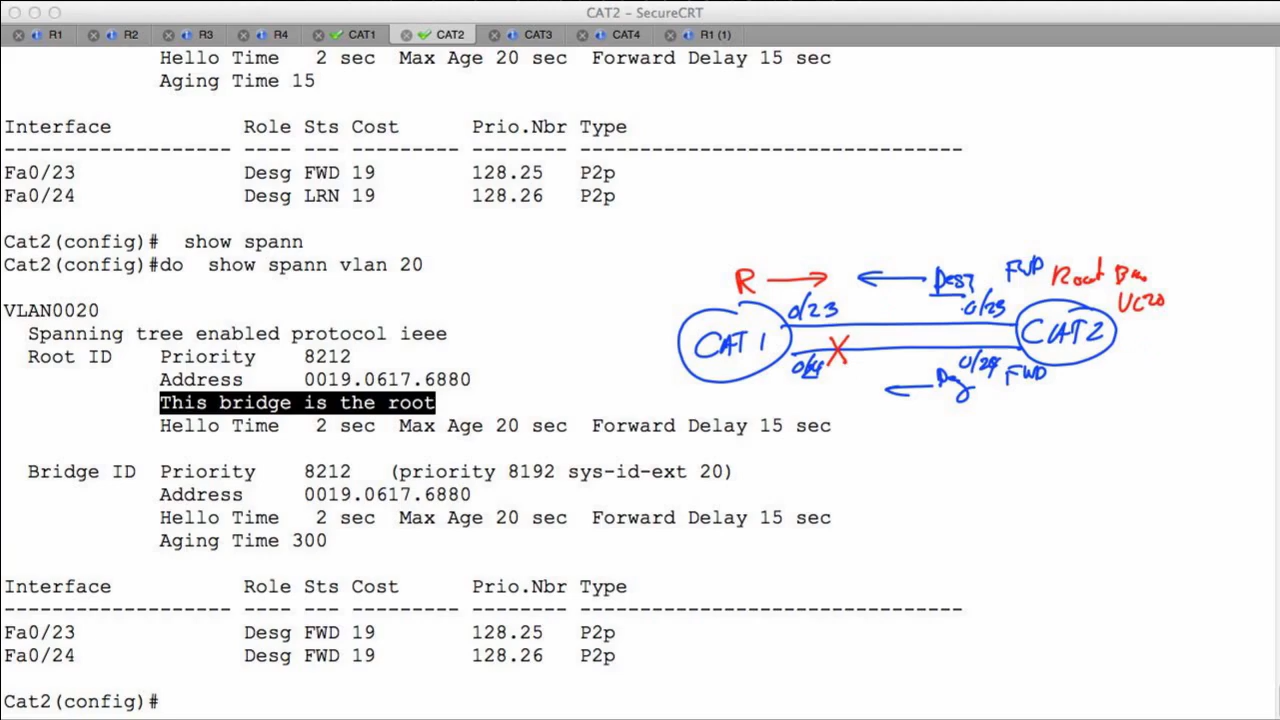 CAT2 – SecureCRT
R1 R2 R3 R4 CAT1 CAT2 CAT3 CAT4 R1 (1)
Hello Time 2 sec Max Age 20 sec Forward Delay 15 sec
Aging Time 15
Interface Role Sts Cost Prio.Nbr Type
------------------- ---- --- --------- -------- --------------------------------
Fa0/23 Desg FWD 19 128.25 P2p
Fa0/24 Desg LRN 19 128.26 P2p
Cat2(config)# show spann
Cat2(config)#do show spann vlan 20
VLAN0020
Spanning tree enabled protocol ieee
Root ID Priority 8212
Address 0019.0617.6880
This bridge is the root
Hello Time 2 sec Max Age 20 sec Forward Delay 15 sec
Bridge ID Priority 8212 (priority 8192 sys-id-ext 20)
Address 0019.0617.6880
Hello Time 2 sec Max Age 20 sec Forward Delay 15 sec
Aging Time 300
Interface Role Sts Cost Prio.Nbr Type
------------------- ---- --- --------- -------- --------------------------------
Fa0/23 Desg FWD 19 128.25 P2p
Fa0/24 Desg FWD 19 128.26 P2p
Cat2(config)#
R Desg FWD Root
0/23 0/23
CAT 1 CAT2
0/24
FWD